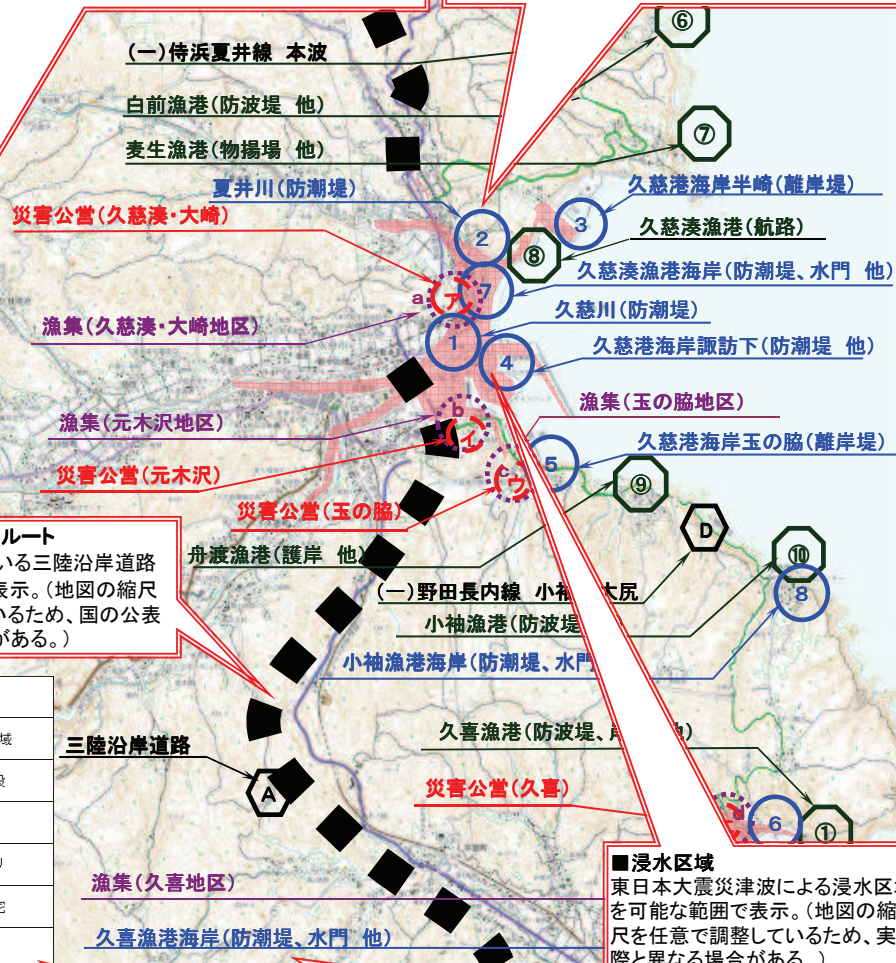 ⑥
(一)侍浜夏井線 本波
白前漁港(防波堤 他)
⑦
麦生漁港(物揚場 他)
夏井川(防潮堤)
久慈港海岸半崎(離岸堤)
災害公営(久慈湊・大崎)
2
3
久慈湊漁港(航路)
⑧
久慈湊漁港海岸(防潮堤、水門 他)
a
ア
7
久慈川(防潮堤)
漁集(久慈湊・大崎地区)
1
久慈港海岸諏訪下(防潮堤 他)
4
漁集(玉の脇地区)
b
漁集(元木沢地区)
イ
久慈港海岸玉の脇(離岸堤)
5
c
ウ
災害公営(元木沢)
⑨
災害公営(玉の脇)
D
ルート
舟渡漁港(護岸 他)
⑩
いる三陸沿岸道路
表示。(地図の縮尺
(一)野田長内線 小袖 大尻
8
いるため、国の公表
小袖漁港(防波堤
がある。)
小袖漁港海岸(防潮堤、水門
域
三陸沿岸道路
久喜漁港(防波堤、 他)
A
災害公営(久喜)
d
6
①
リ
宅
漁集(久喜地区)
久喜漁港海岸(防潮堤、水門 他)
■浸水区域
東日本大震災津波による浸水区
を可能な範囲で表示。(地図の縮
尺を任意で調整しているため、実
際と異なる場合がある。)